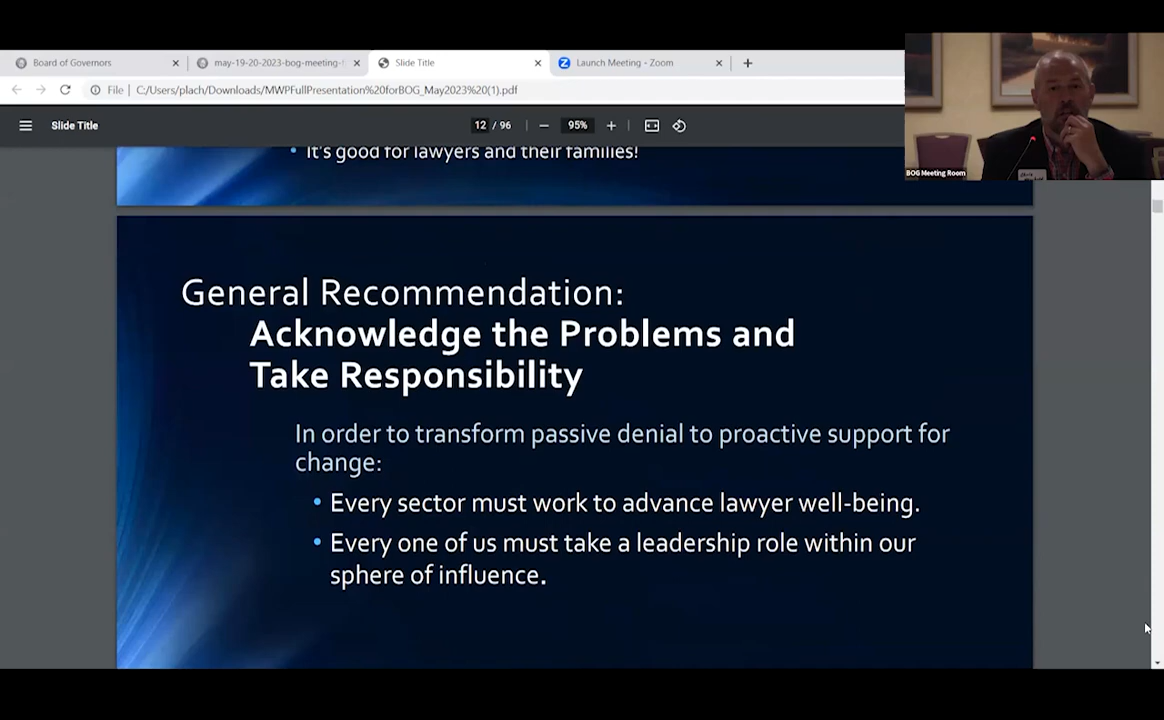 Board of Governors
may-19-20-2023-bog-meeting-
Slide Title
Launch Meeting - Zoom
File
C:/Users/plach/Downloads/MWPFullPresentation%20forBOG_May2023%20(1).pdf
Slide Title
12 / 96
95%
BOG Meeting Room
• It's good for lawyers and their families!
General Recommendation:
Acknowledge the Problems and
Take Responsibility
In order to transform passive denial to proactive support for
change:
• Every sector must work to advance lawyer well-being.
• Every one of us must take a leadership role within our
sphere of influence.